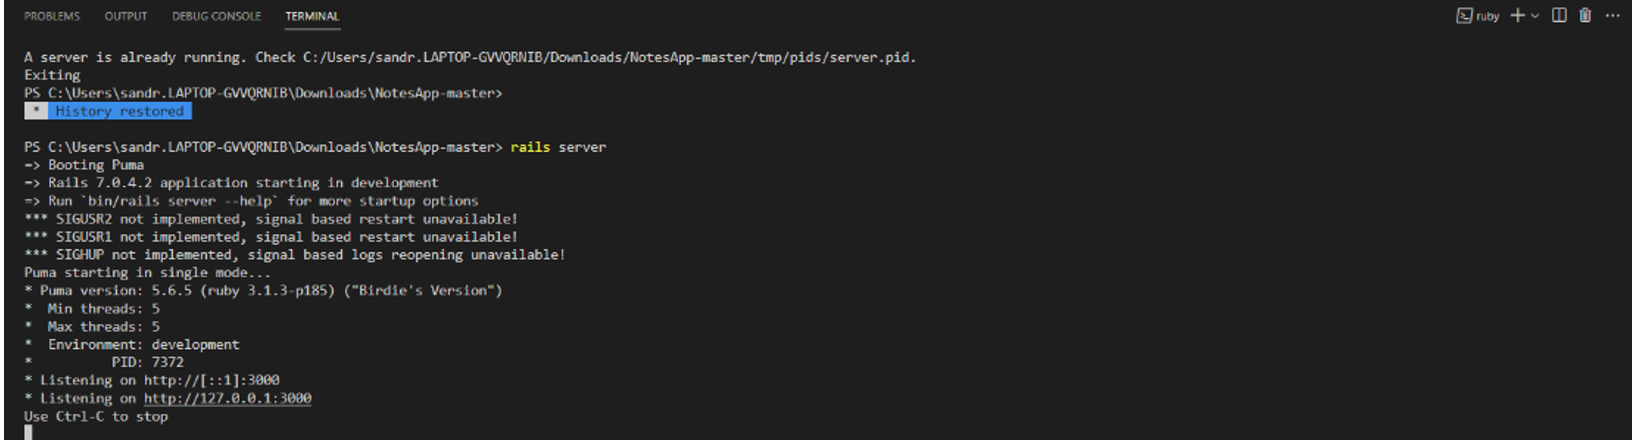 PROBLEMS OUTPUT DEBUG CONSOLE TERMINAL ruby
A server is already running. Check C:/Users/sandr.LAPTOP-GVVQRNIB/Downloads/NotesApp-master/tmp/pids/server.pid.
Exiting
PS C:\Users\sandr.LAPTOP-GVVQRNIB\Downloads\NotesApp-master>
* History restored
PS C:\Users\sandr.LAPTOP-GVVQRNIB\Downloads\NotesApp-master> rails server
=> Booting Puma
=> Rails 7.0.4.2 application starting in development
=> Run `bin/rails server --help` for more startup options
*** SIGUSR2 not implemented, signal based restart unavailable!
*** SIGUSR1 not implemented, signal based restart unavailable!
*** SIGHUP not implemented, signal based logs reopening unavailable!
Puma starting in single mode...
* Puma version: 5.6.5 (ruby 3.1.3-p185) ("Birdie's Version")
* Min threads: 5
* Max threads: 5
* Environment: development
* PID: 7372
* Listening on http://[::1]:3000
* Listening on http://127.0.0.1:3000
Use Ctrl-C to stop